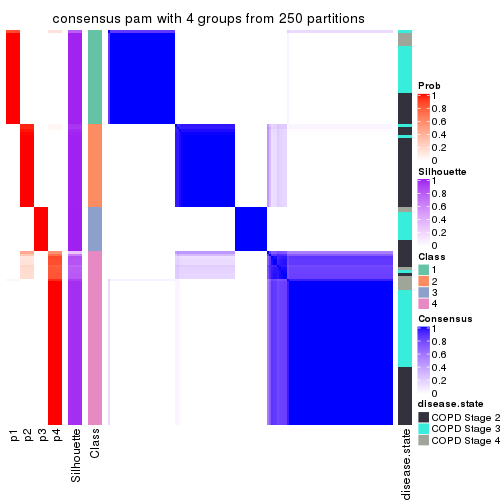 consensus pam with 4 groups from 250 partitions
Prob
1
0.8
0.6
0.4
0.2
0
Silhouette
1
0.8
0.6
0.4
0.2
0
Class
1
2
3
4
Consensus
1
0.8
0.6
0.4
0.2
0
disease.state
COPD Stage 2
COPD Stage 3
COPD Stage 4
p1
p2
p3
p4
Silhouette
Class
disease.state